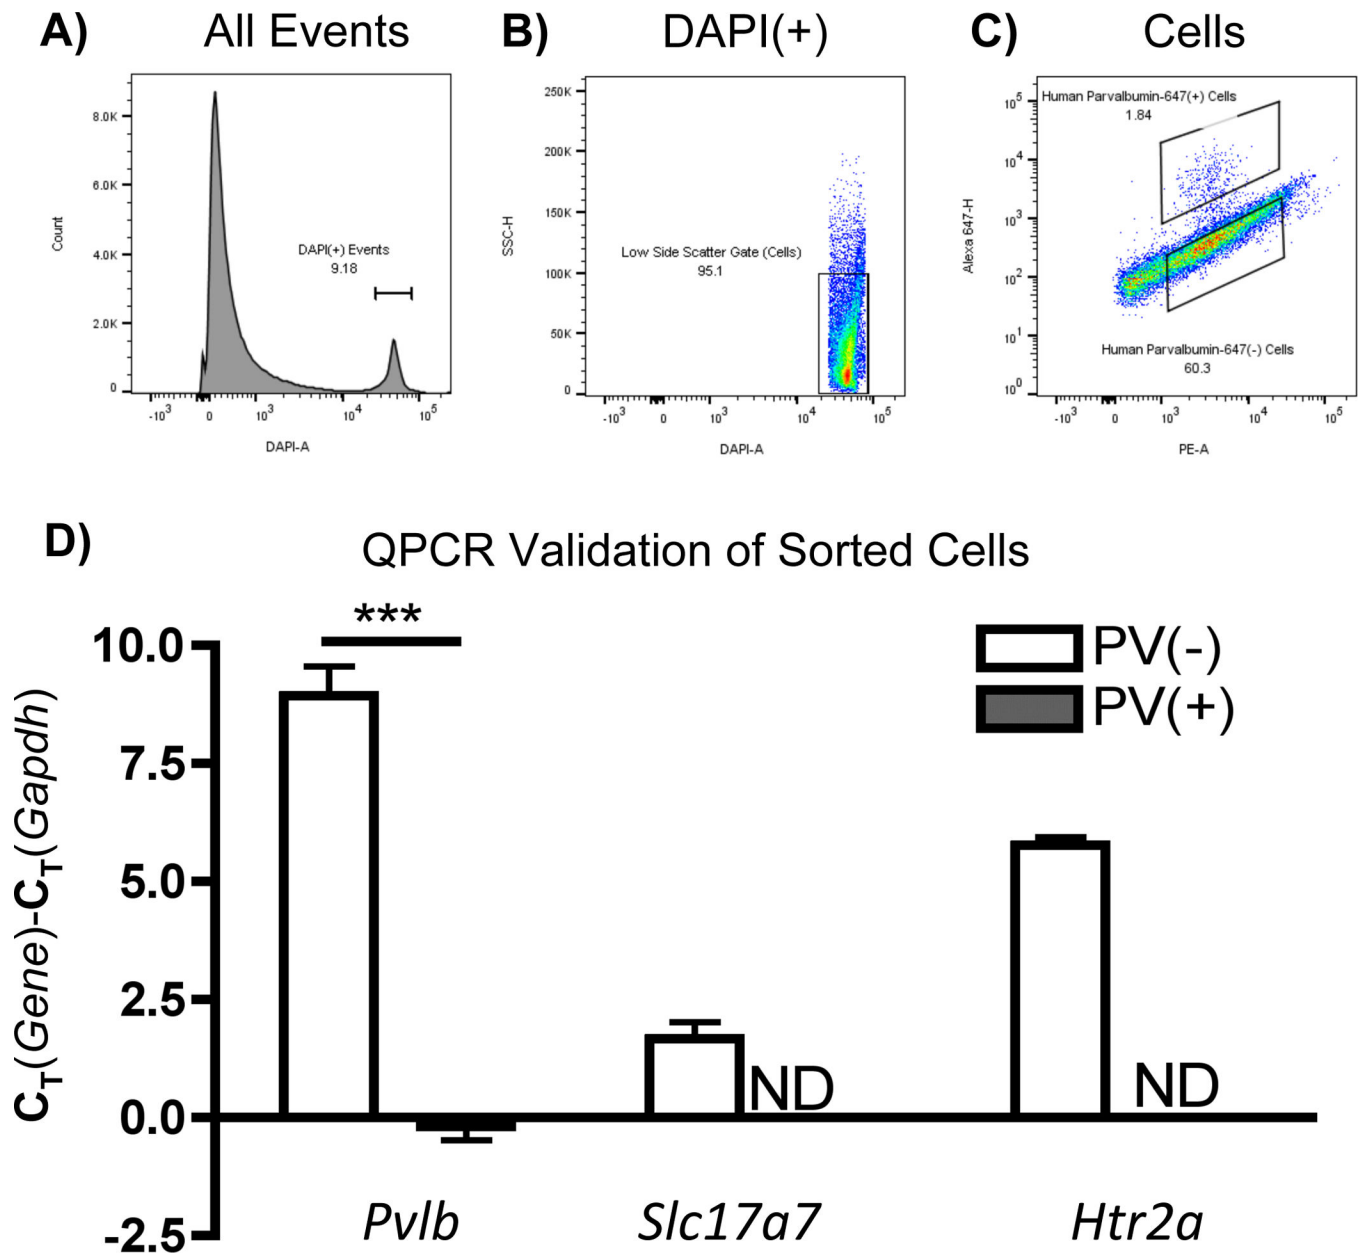 A) All Events
8.0K
6.0K
4.0K
2.0K
0
Count
DAPI(+) Events
9.18
-10³ 0 10³ 10⁴ 10⁵
DAPI-A
B) DAPI(+)
250K
200K
150K
100K
50K
0
SSC-H
Low Side Scatter Gate (Cells)
95.1
-10³ 0 10³ 10⁴ 10⁵
DAPI-A
C) Cells
10⁵
10⁴
10³
10²
10¹
10⁰
Alexa 647-H
Human Parvalbumin-647(+) Cells
1.84
Human Parvalbumin-647(-) Cells
60.3
-10³ 0 10³ 10⁴ 10⁵
PE-A
D) QPCR Validation of Sorted Cells
C_T(Gene)-C_T(Gapdh)
10.0
7.5
5.0
2.5
0.0
-2.5
***
PV(-)
PV(+)
ND
ND
Pvlb Slc17a7 Htr2a